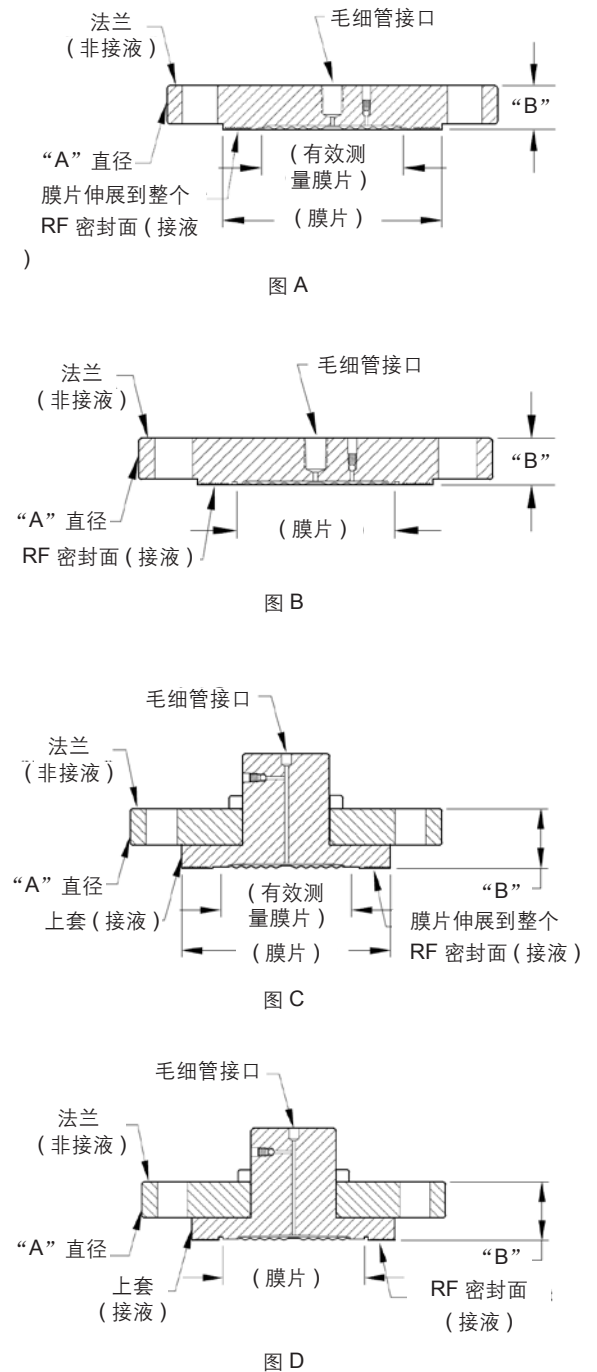 法兰
(非接液)
毛细管接口
“B”
“A”直径
膜片伸展到整个
RF 密封面(接液
)
(有效测
量膜片)
(膜片)
图 A
法兰
(非接液)
毛细管接口
“B”
“A”直径
RF 密封面(接液)
(膜片)
图 B
毛细管接口
法兰
(非接液)
“A”直径
上套(接液)
(有效测
量膜片)
(膜片)
“B”
膜片伸展到整个
RF 密封面(接液)
图 C
毛细管接口
法兰
(非接液)
“A”直径
上套
(接液)
(膜片)
“B”
RF 密封面
(接液)
图 D